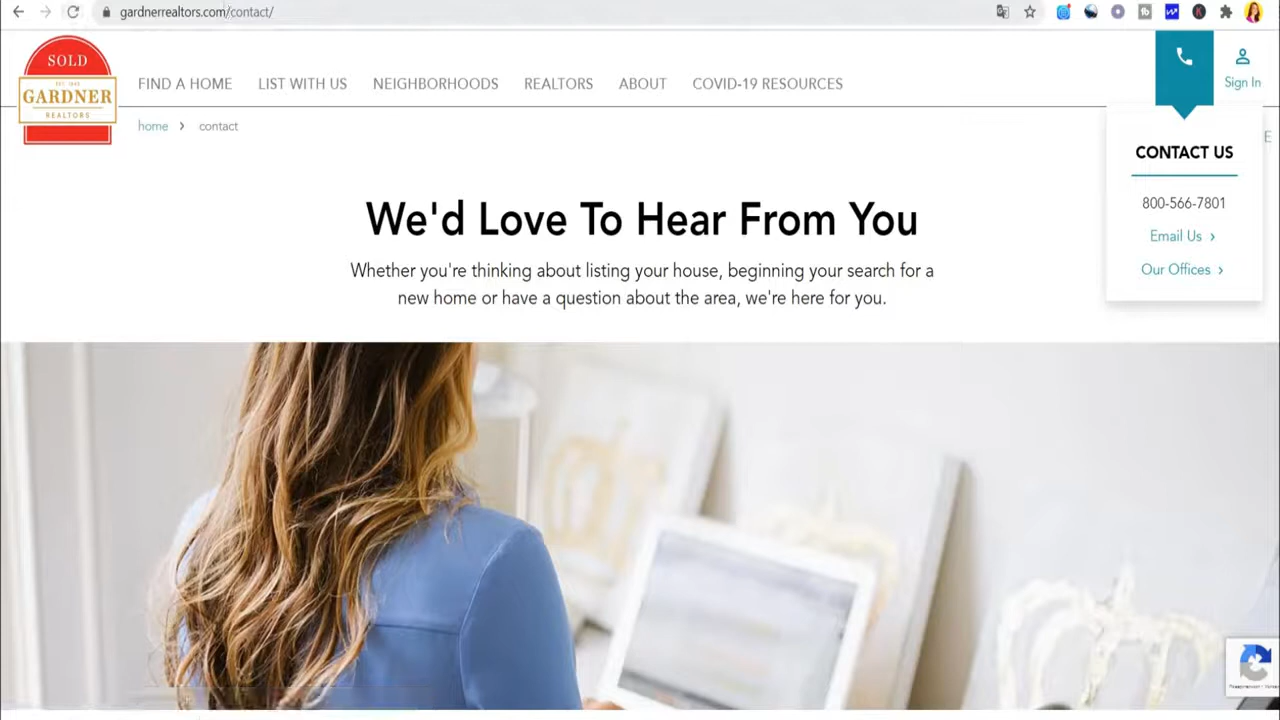 gardnerrealtors.com/contact/
SOLD
EST. 1943
GARDNER
REALTORS
FIND A HOME
LIST WITH US
NEIGHBORHOODS
REALTORS
ABOUT
COVID-19 RESOURCES
Sign In
home › contact
E
CONTACT US
800-566-7801
Email Us ›
Our Offices ›
We'd Love To Hear From You
Whether you're thinking about listing your house, beginning your search for a
new home or have a question about the area, we're here for you.